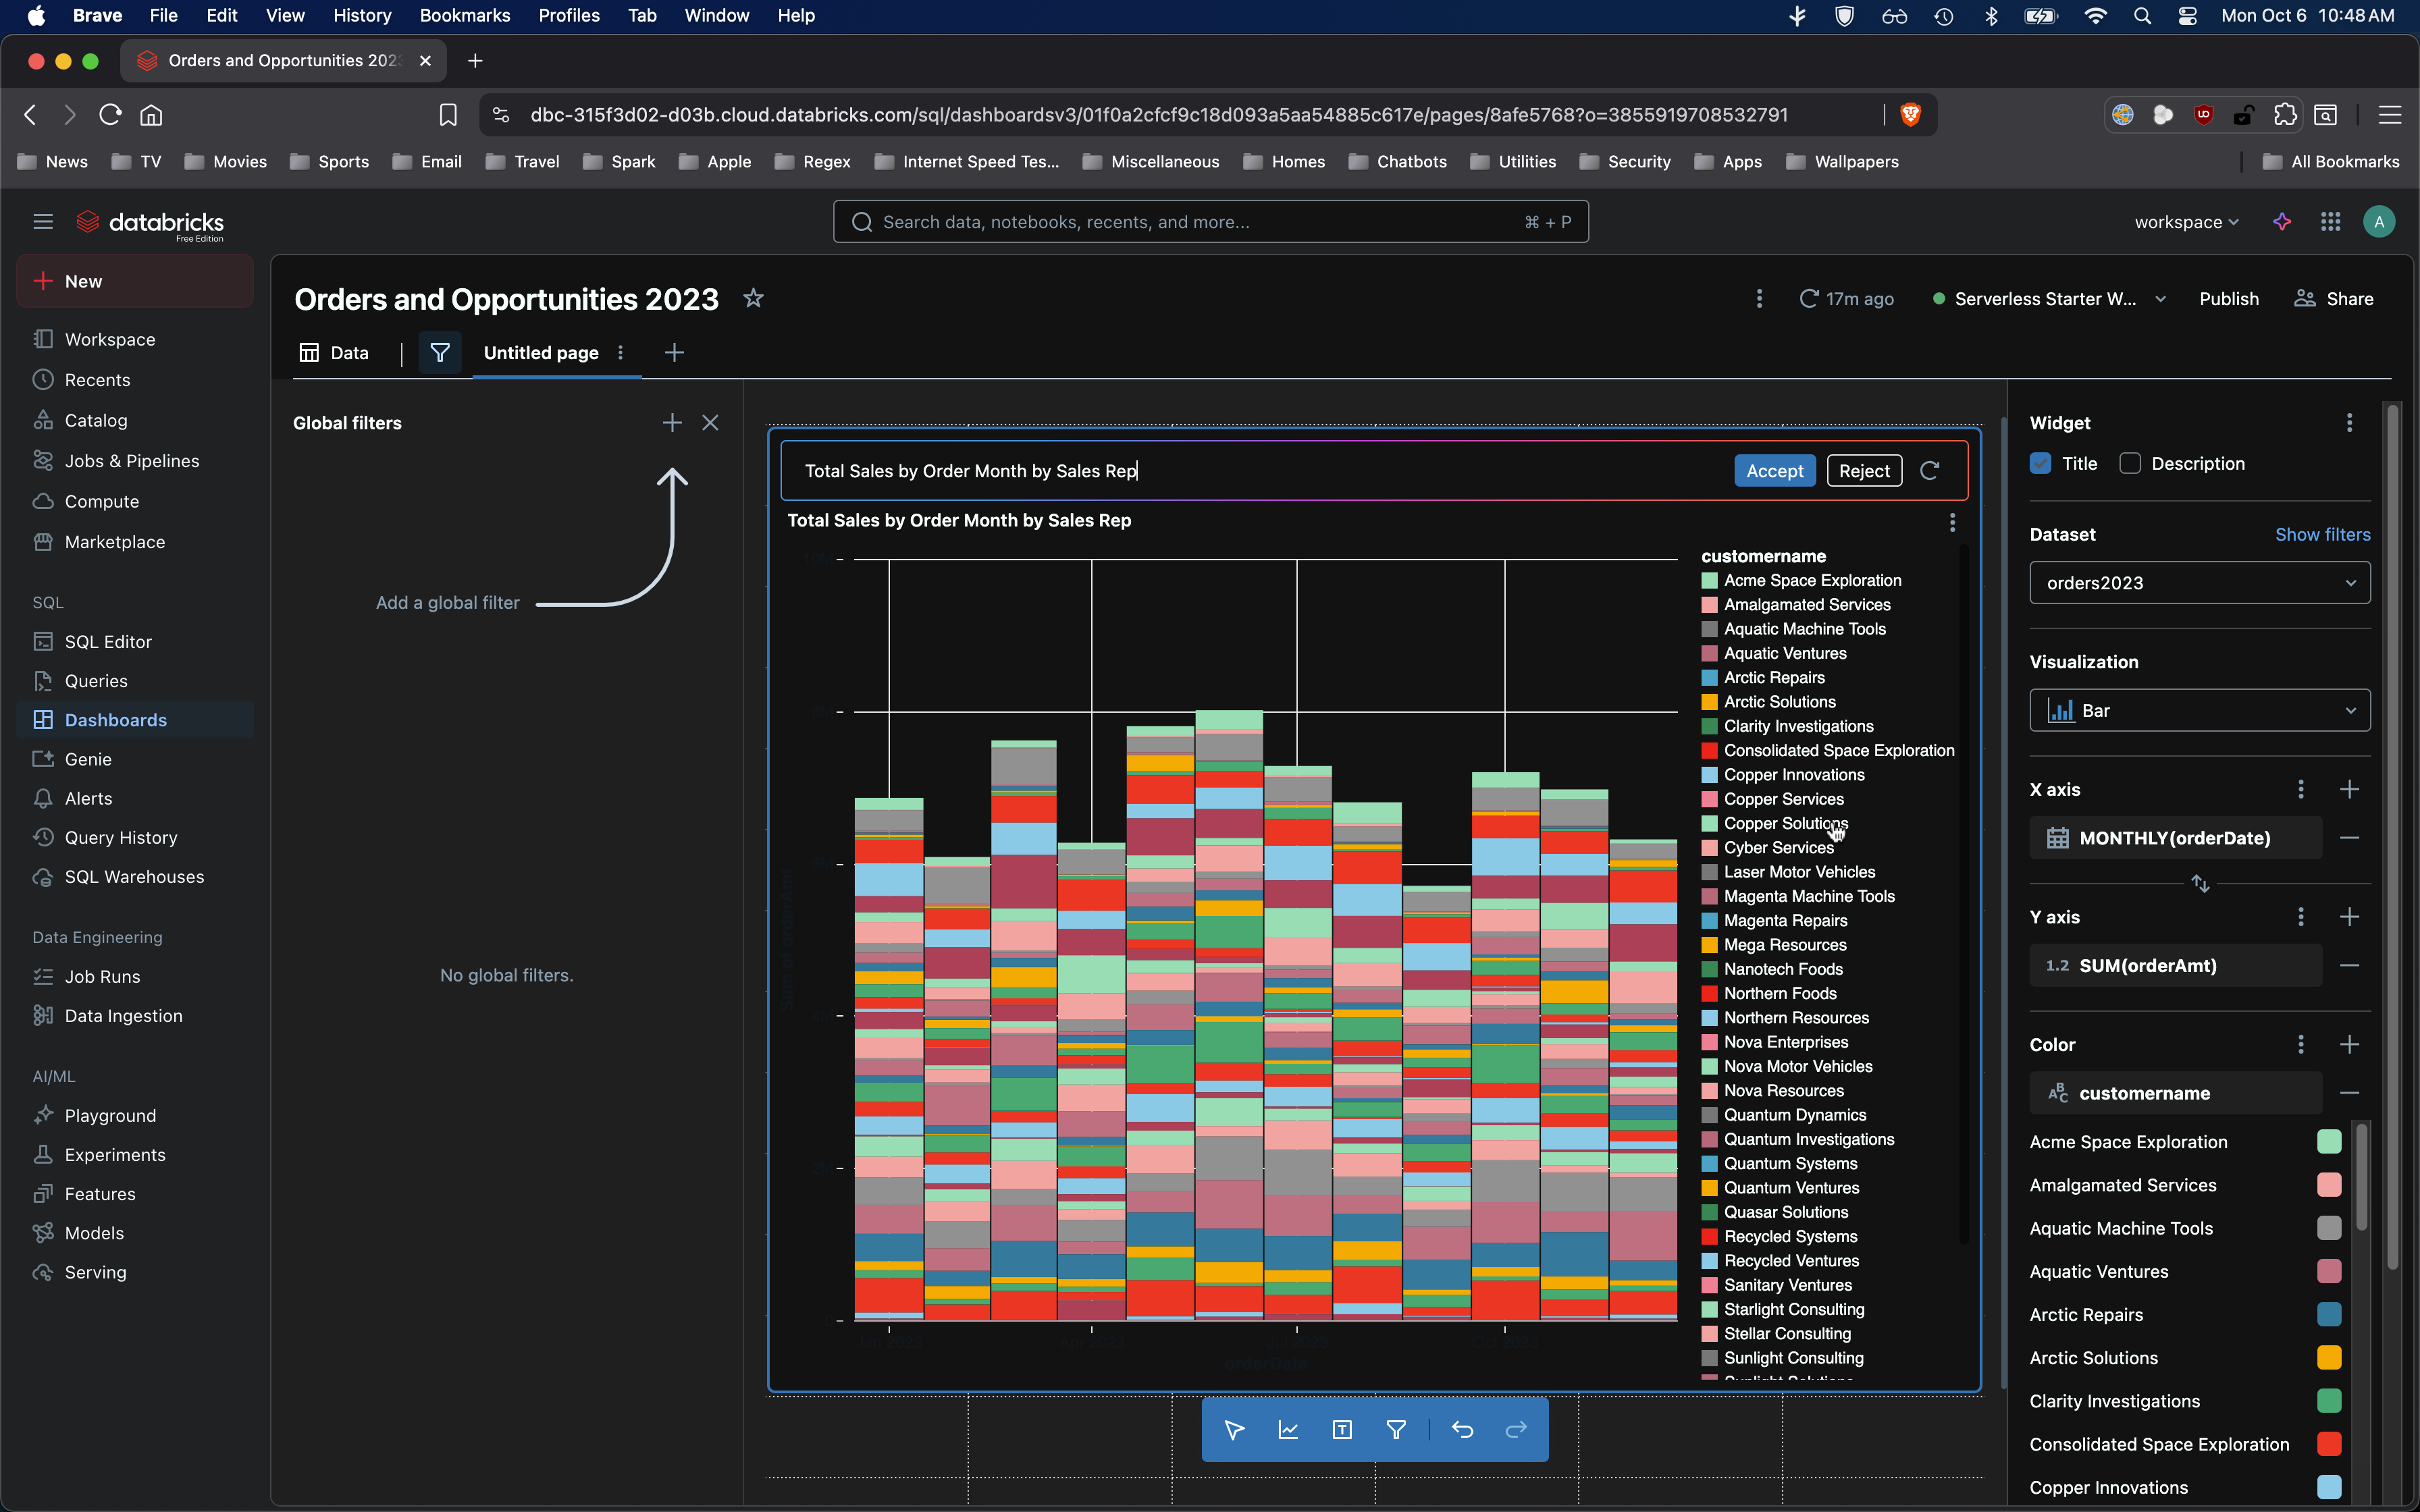 Brave File Edit View History Bookmarks Profiles Tab Window Help Mon Oct 6 10:48 AM
Orders and Opportunities 202
dbc-315f3d02-d03b.cloud.databricks.com/sql/dashboardsv3/01f0a2cfcf9c18d093a5aa54885c617e/pages/8afe5768?o=3855919708532791
News TV Movies Sports Email Travel Spark Apple Regex Internet Speed Tes... Miscellaneous Homes Chatbots Utilities Security Apps Wallpapers All Bookmarks
databricks
Free Edition
Search data, notebooks, recents, and more... ⌘ + P
workspace
A
New
Workspace
Recents
Catalog
Jobs & Pipelines
Compute
Marketplace
SQL
SQL Editor
Queries
Dashboards
Genie
Alerts
Query History
SQL Warehouses
Data Engineering
Job Runs
Data Ingestion
AI/ML
Playground
Experiments
Features
Models
Serving
Orders and Opportunities 2023
17m ago
Serverless Starter W...
Publish
Share
Data
Untitled page
Global filters
Add a global filter
No global filters.
Total Sales by Order Month by Sales Rep
Accept
Reject
Total Sales by Order Month by Sales Rep
customername
Acme Space Exploration
Amalgamated Services
Aquatic Machine Tools
Aquatic Ventures
Arctic Repairs
Arctic Solutions
Clarity Investigations
Consolidated Space Exploration
Copper Innovations
Copper Services
Copper Solutions
Cyber Services
Laser Motor Vehicles
Magenta Machine Tools
Magenta Repairs
Mega Resources
Nanotech Foods
Northern Foods
Northern Resources
Nova Enterprises
Nova Motor Vehicles
Nova Resources
Quantum Dynamics
Quantum Investigations
Quantum Systems
Quantum Ventures
Quasar Solutions
Recycled Systems
Recycled Ventures
Sanitary Ventures
Starlight Consulting
Stellar Consulting
Sunlight Consulting
Widget
Title
Description
Dataset
Show filters
orders2023
Visualization
Bar
X axis
MONTHLY(orderDate)
Y axis
1.2 SUM(orderAmt)
Color
ABC customername
Acme Space Exploration
Amalgamated Services
Aquatic Machine Tools
Aquatic Ventures
Arctic Repairs
Arctic Solutions
Clarity Investigations
Consolidated Space Exploration
Copper Innovations